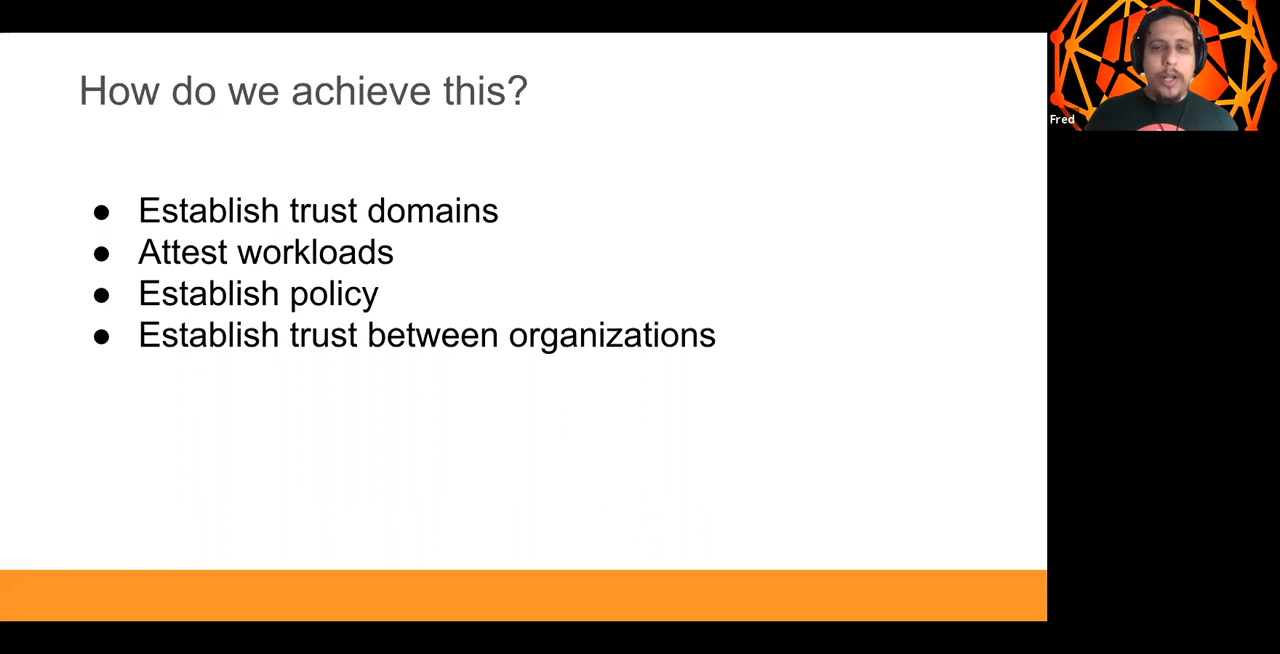 How do we achieve this?
● Establish trust domains
● Attest workloads
● Establish policy
● Establish trust between organizations
Fred